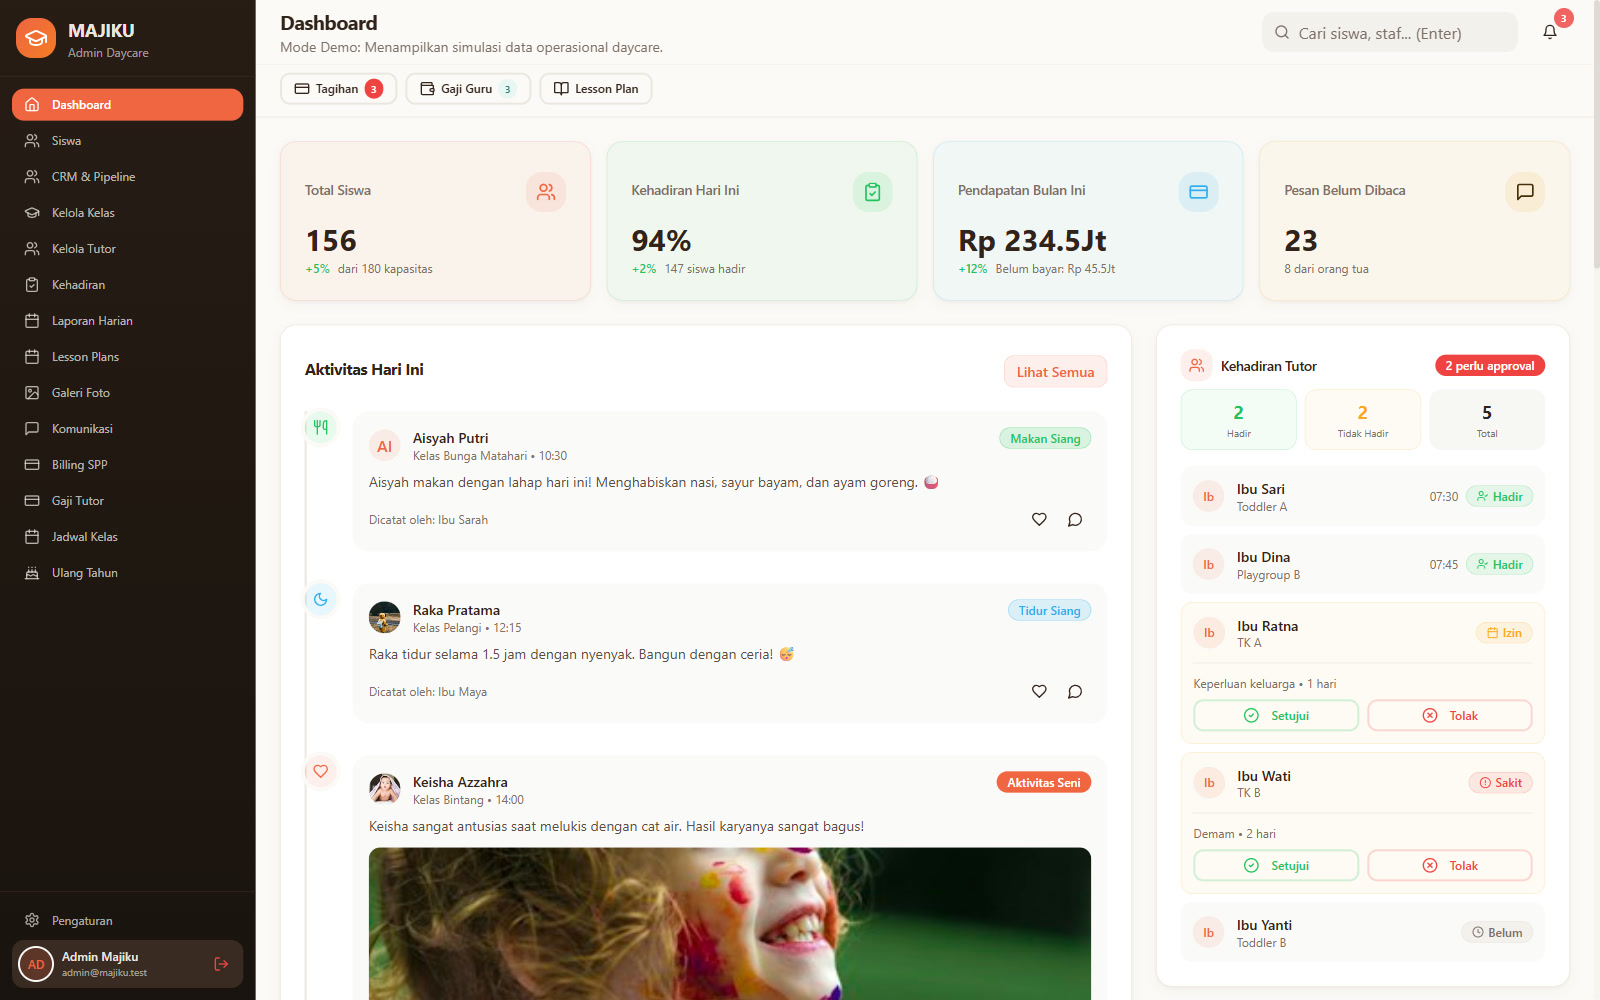 MAJIKU
Admin Daycare
Dashboard
Siswa
CRM & Pipeline
Kelola Kelas
Kelola Tutor
Kehadiran
Laporan Harian
Lesson Plans
Galeri Foto
Komunikasi
Billing SPP
Gaji Tutor
Jadwal Kelas
Ulang Tahun
Pengaturan
AD
Admin Majiku
admin@majiku.test
Dashboard
Mode Demo: Menampilkan simulasi data operasional daycare.
Cari siswa, staf... (Enter)
3
Tagihan 3
Gaji Guru 3
Lesson Plan
Total Siswa
156
+5% dari 180 kapasitas
Kehadiran Hari Ini
94%
+2% 147 siswa hadir
Pendapatan Bulan Ini
Rp 234.5Jt
+12% Belum bayar: Rp 45.5Jt
Pesan Belum Dibaca
23
8 dari orang tua
Aktivitas Hari Ini
Lihat Semua
AI
Aisyah Putri
Kelas Bunga Matahari • 10:30
Makan Siang
Aisyah makan dengan lahap hari ini! Menghabiskan nasi, sayur bayam, dan ayam goreng. 🍚
Dicatat oleh: Ibu Sarah
Raka Pratama
Kelas Pelangi • 12:15
Tidur Siang
Raka tidur selama 1.5 jam dengan nyenyak. Bangun dengan ceria! 😴
Dicatat oleh: Ibu Maya
Keisha Azzahra
Kelas Bintang • 14:00
Aktivitas Seni
Keisha sangat antusias saat melukis dengan cat air. Hasil karyanya sangat bagus!
Kehadiran Tutor
2 perlu approval
2
Hadir
2
Tidak Hadir
5
Total
Ib
Ibu Sari
Toddler A
07:30
Hadir
Ib
Ibu Dina
Playgroup B
07:45
Hadir
Ib
Ibu Ratna
TK A
Izin
Keperluan keluarga • 1 hari
Setujui
Tolak
Ib
Ibu Wati
TK B
Sakit
Demam • 2 hari
Setujui
Tolak
Ib
Ibu Yanti
Toddler B
Belum